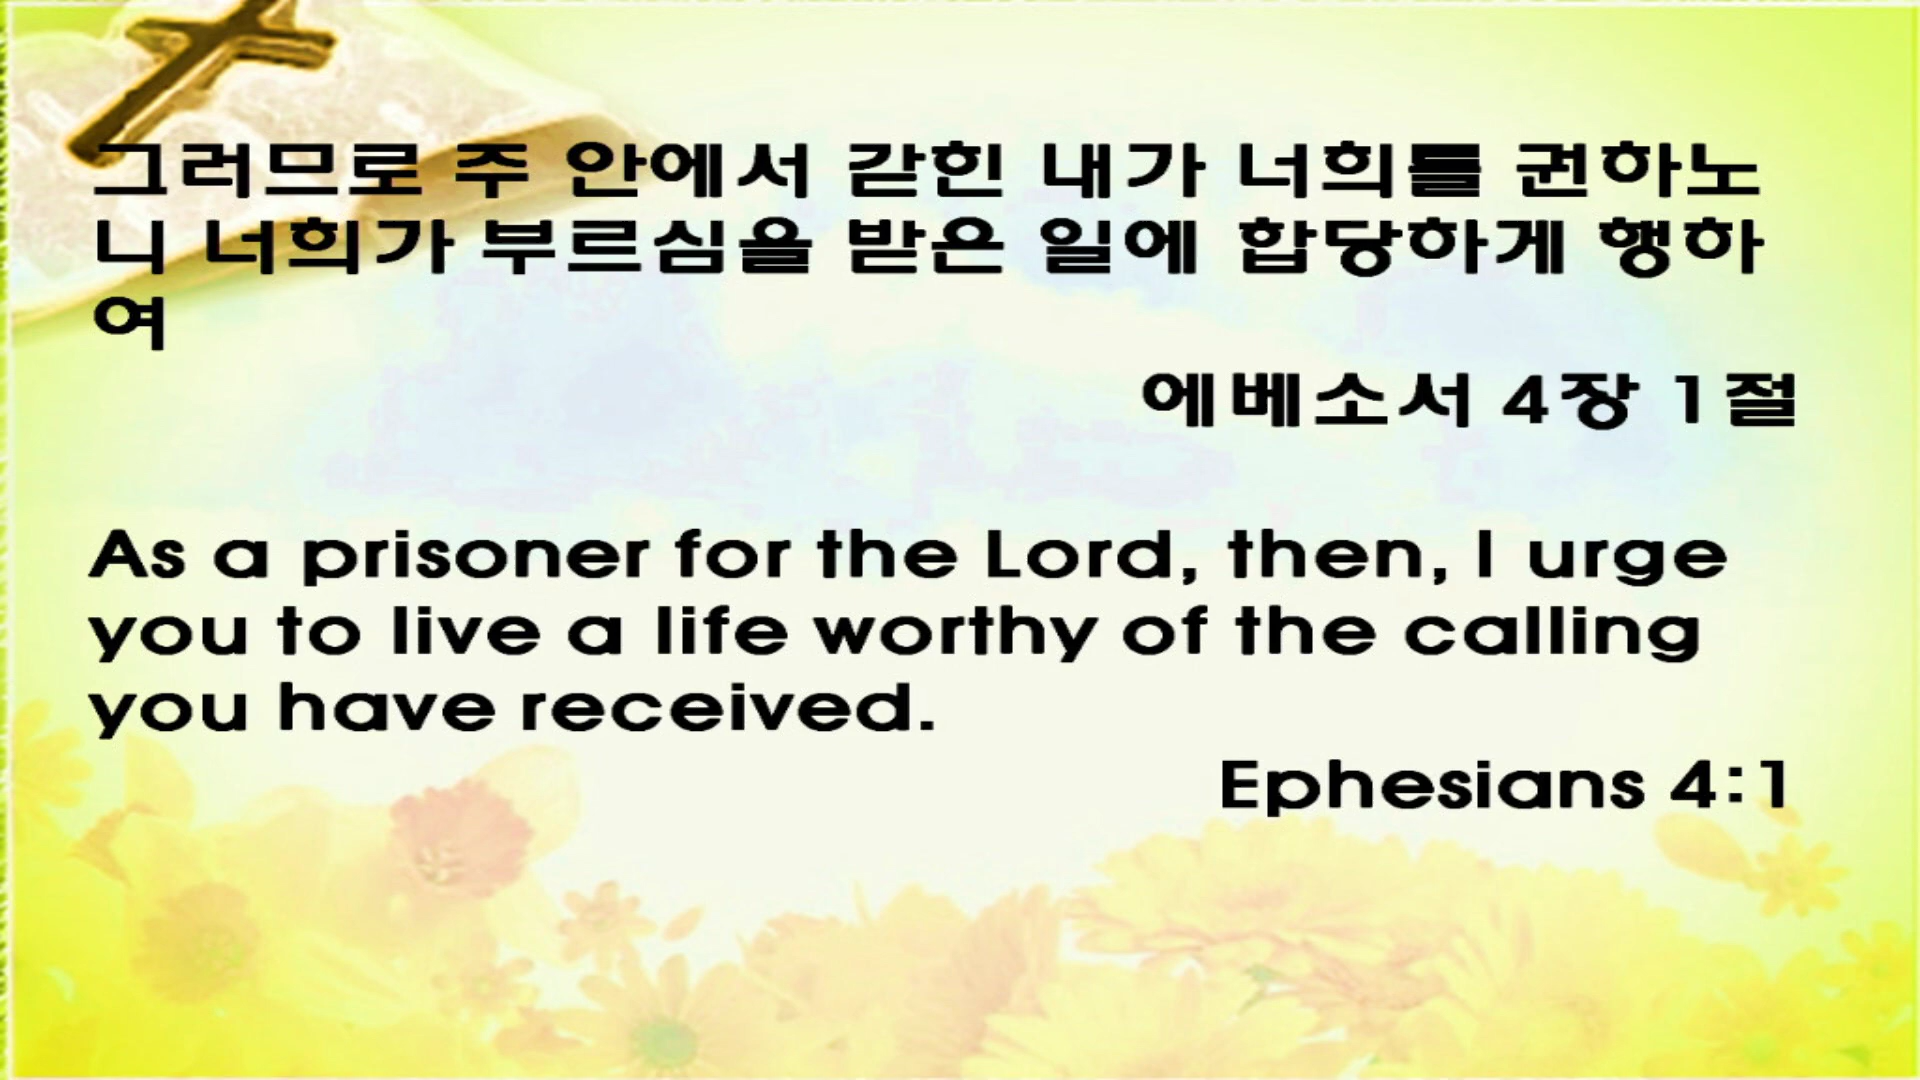 그러므로 주 안에서 갇힌 내가 너희를 권하노
니 너희가 부르심을 받은 일에 합당하게 행하
여
에베소서 4장 1절
As a prisoner for the Lord, then, I urge
you to live a life worthy of the calling
you have received.
Ephesians 4:1